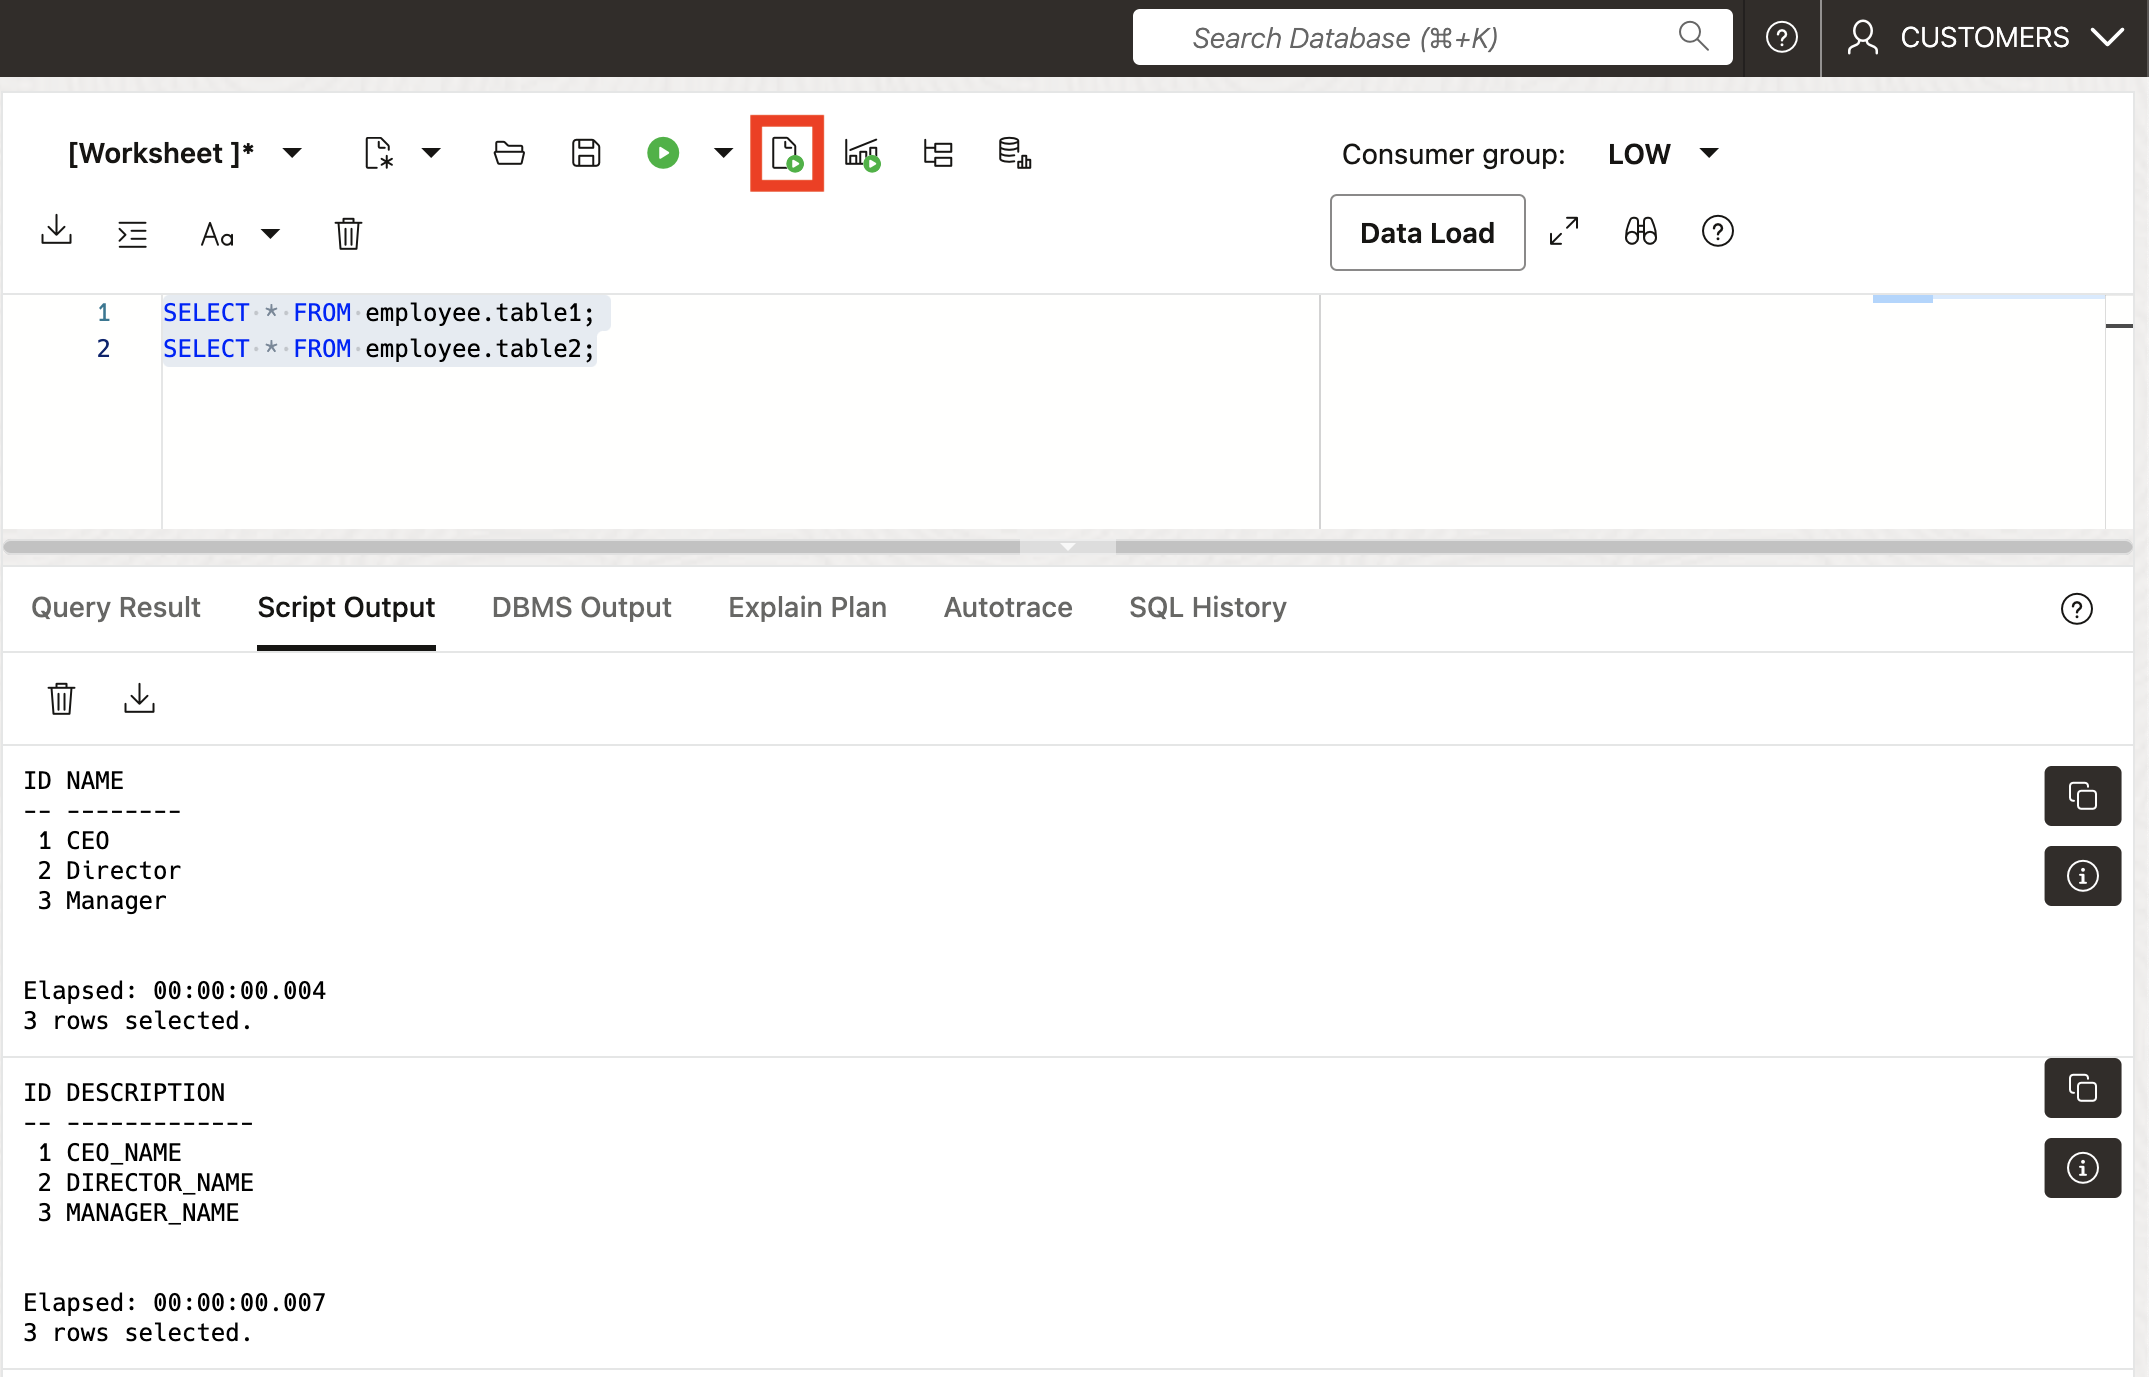 Search Database (⌘+K)
CUSTOMERS
[Worksheet ]*
Consumer group: LOW
Aa
Data Load
1 SELECT * FROM employee.table1;
2 SELECT * FROM employee.table2;
Query Result Script Output DBMS Output Explain Plan Autotrace SQL History
ID NAME
-- --------
1 CEO
2 Director
3 Manager
Elapsed: 00:00:00.004
3 rows selected.
ID DESCRIPTION
-- -------------
1 CEO_NAME
2 DIRECTOR_NAME
3 MANAGER_NAME
Elapsed: 00:00:00.007
3 rows selected.